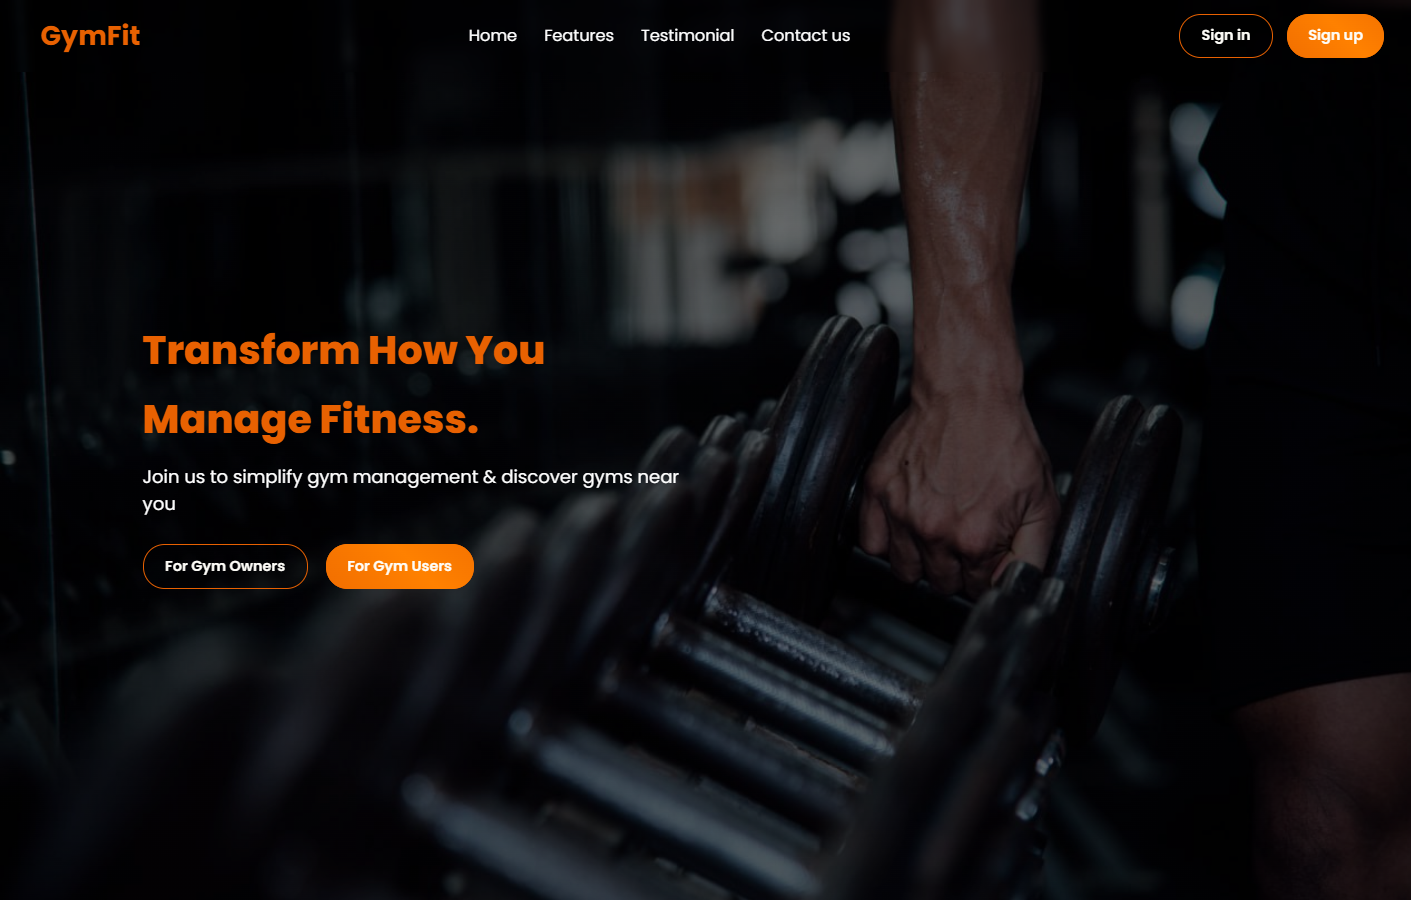 GymFit
Home Features Testimonial Contact us
Sign in
Sign up
Transform How You
Manage Fitness.
Join us to simplify gym management & discover gyms near
you
For Gym Owners
For Gym Users